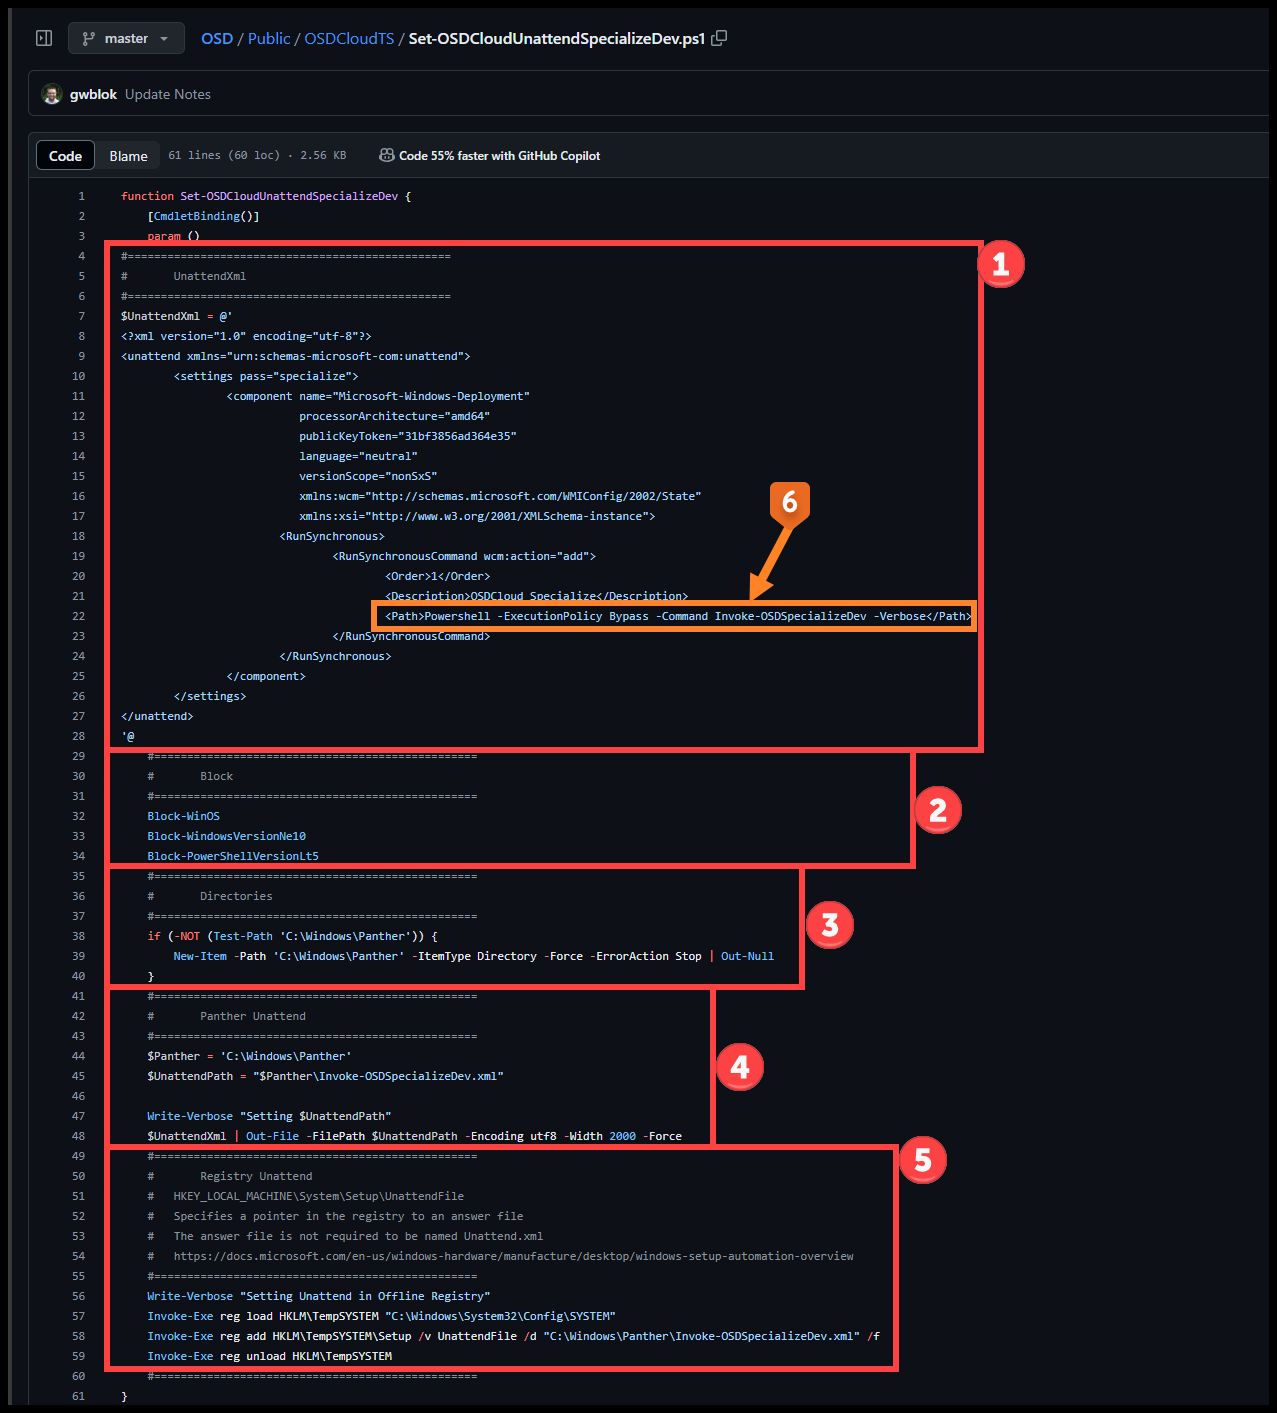 master OSD / Public / OSDCloudTS / Set-OSDCloudUnattendSpecializeDev.ps1
gwblok Update Notes
Code Blame 61 lines (60 loc) · 2.56 KB Code 55% faster with GitHub Copilot
1 function Set-OSDCloudUnattendSpecializeDev {
2 [CmdletBinding()]
3 param ()
4 #=================================================
5 # UnattendXml
6 #=================================================
7 $UnattendXml = @'
8 <?xml version="1.0" encoding="utf-8"?>
9 <unattend xmlns="urn:schemas-microsoft-com:unattend">
10 <settings pass="specialize">
11 <component name="Microsoft-Windows-Deployment"
12 processorArchitecture="amd64"
13 publicKeyToken="31bf3856ad364e35"
14 language="neutral"
15 versionScope="nonSxS"
16 xmlns:wcm="http://schemas.microsoft.com/WMIConfig/2002/State"
17 xmlns:xsi="http://www.w3.org/2001/XMLSchema-instance">
18 <RunSynchronous>
19 <RunSynchronousCommand wcm:action="add">
20 <Order>1</Order>
21 <Description>OSDCloud Specialize</Description>
22 <Path>Powershell -ExecutionPolicy Bypass -Command Invoke-OSDSpecializeDev -Verbose</Path>
23 </RunSynchronousCommand>
24 </RunSynchronous>
25 </component>
26 </settings>
27 </unattend>
28 '@
29 #=================================================
30 # Block
31 #=================================================
32 Block-WinOS
33 Block-WindowsVersionNe10
34 Block-PowerShellVersionLt5
35 #=================================================
36 # Directories
37 #=================================================
38 if (-NOT (Test-Path 'C:\Windows\Panther')) {
39 New-Item -Path 'C:\Windows\Panther' -ItemType Directory -Force -ErrorAction Stop | Out-Null
40 }
41 #=================================================
42 # Panther Unattend
43 #=================================================
44 $Panther = 'C:\Windows\Panther'
45 $UnattendPath = "$Panther\Invoke-OSDSpecializeDev.xml"
46
47 Write-Verbose "Setting $UnattendPath"
48 $UnattendXml | Out-File -FilePath $UnattendPath -Encoding utf8 -Width 2000 -Force
49 #=================================================
50 # Registry Unattend
51 # HKEY_LOCAL_MACHINE\System\Setup\UnattendFile
52 # Specifies a pointer in the registry to an answer file
53 # The answer file is not required to be named Unattend.xml
54 # https://docs.microsoft.com/en-us/windows-hardware/manufacture/desktop/windows-setup-automation-overview
55 #=================================================
56 Write-Verbose "Setting Unattend in Offline Registry"
57 Invoke-Exe reg load HKLM\TempSYSTEM "C:\Windows\System32\Config\SYSTEM"
58 Invoke-Exe reg add HKLM\TempSYSTEM\Setup /v UnattendFile /d "C:\Windows\Panther\Invoke-OSDSpecializeDev.xml" /f
59 Invoke-Exe reg unload HKLM\TempSYSTEM
60 #=================================================
61 }
1
6
2
3
4
5